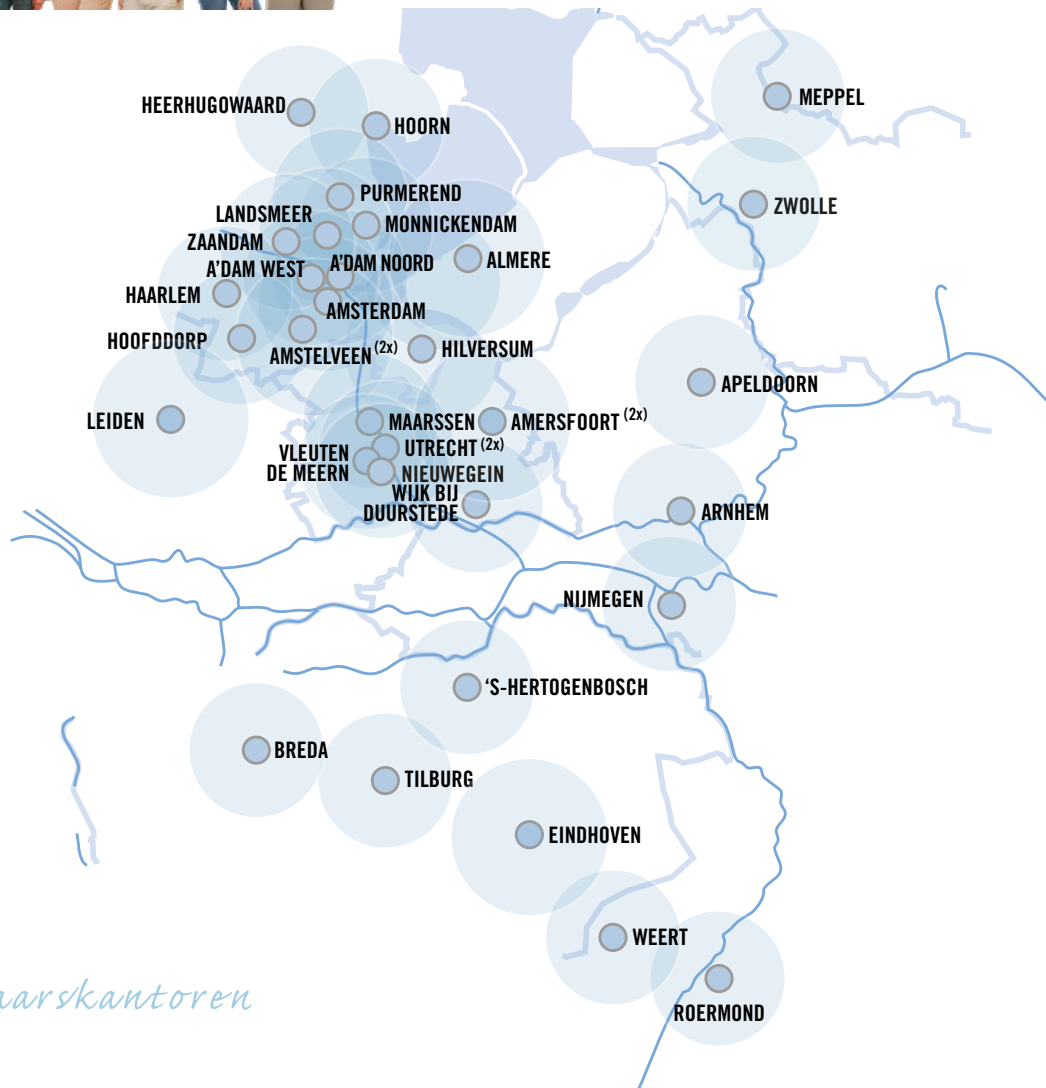 HEERHUGOWAARD
HOORN
MEPPEL
PURMEREND
ZWOLLE
LANDSMEER
MONNICKENDAM
ZAANDAM
A'DAM WEST
A'DAM NOORD
ALMERE
HAARLEM
AMSTERDAM
HOOFDDORP
AMSTELVEEN (2x)
HILVERSUM
APELDOORN
LEIDEN
MAARSSEN
AMERSFOORT (2x)
UTRECHT (2x)
VLEUTEN
DE MEERN
NIEUWEGEIN
WIJK BIJ
DUURSTEDE
ARNHEM
NIJMEGEN
‘S-HERTOGENBOSCH
BREDA
TILBURG
EINDHOVEN
WEERT
ROERMOND
aarskantoren